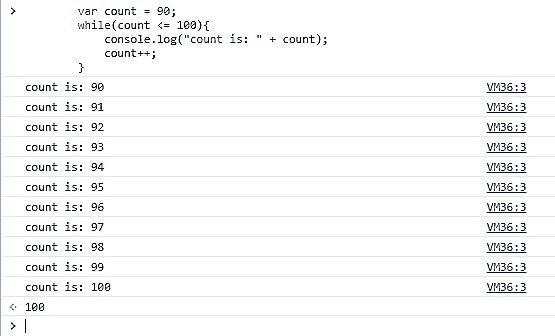 > var count = 90;
while(count <= 100){
console.log("count is: " + count);
count++;
}
count is: 90 VM36:3
count is: 91 VM36:3
count is: 92 VM36:3
count is: 93 VM36:3
count is: 94 VM36:3
count is: 95 VM36:3
count is: 96 VM36:3
count is: 97 VM36:3
count is: 98 VM36:3
count is: 99 VM36:3
count is: 100 VM36:3
<· 100
>